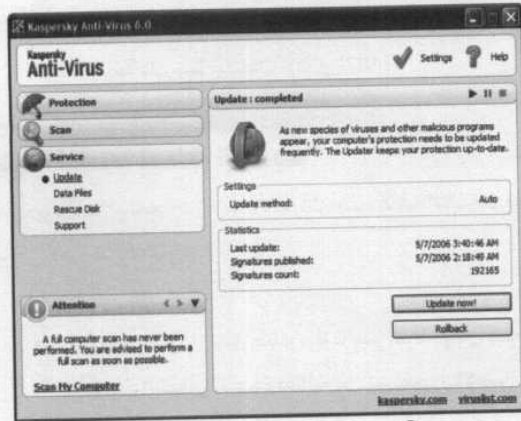 Kaspersky Anti-Virus 6.0
Kaspersky
Anti-Virus
Settings
Help
Protection
Scan
Service
Update
Data Files
Rescue Disk
Support
Attention
A full computer scan has never been
performed. You are advised to perform a
full scan as soon as possible.
Scan My Computer
Update : completed
As new species of viruses and other malicious programs
appear, your computer's protection needs to be updated
frequently. The Updater keeps your protection up-to-date.
Settings
Update method: Auto
Statistics
Last update: 5/7/2006 3:40:46 AM
Signatures published: 5/7/2006 2:18:49 AM
Signatures count: 192165
Update now!
Rollback
kaspersky.com viruslist.com